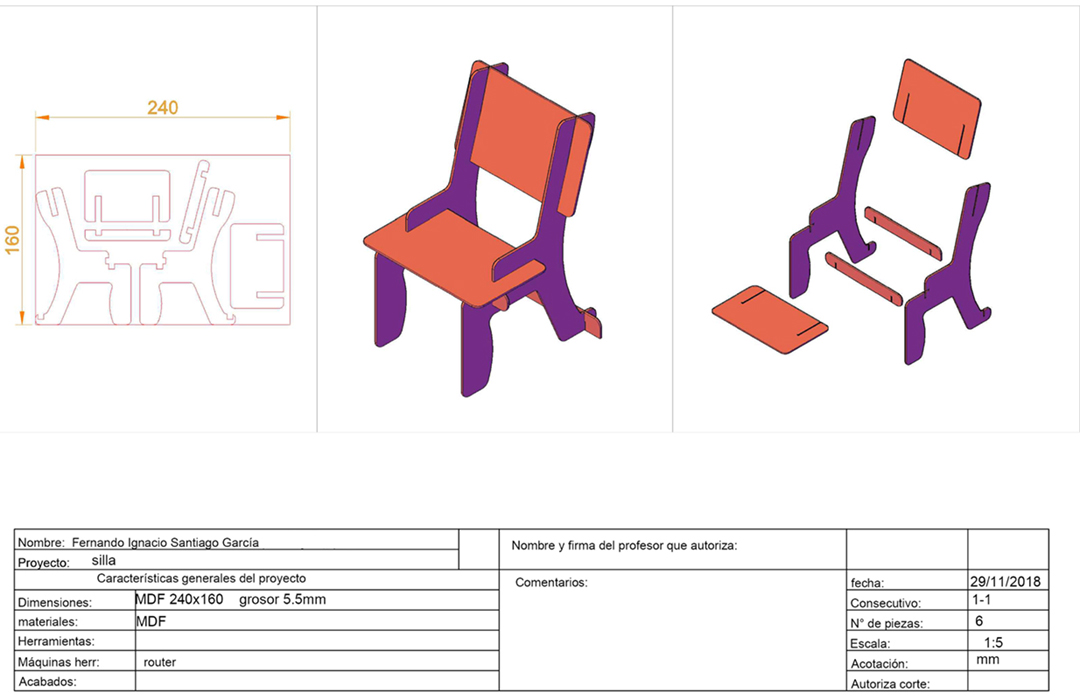 240
160
Nombre: Fernando Ignacio Santiago García
Proyecto: silla
Características generales del proyecto
Dimensiones: MDF 240x160 grosor 5.5mm
materiales: MDF
Herramientas:
Máquinas herr: router
Acabados:
Nombre y firma del profesor que autoriza:
Comentarios:
fecha: 29/11/2018
Consecutivo: 1-1
N° de piezas: 6
Escala: 1:5
Acotación: mm
Autoriza corte: